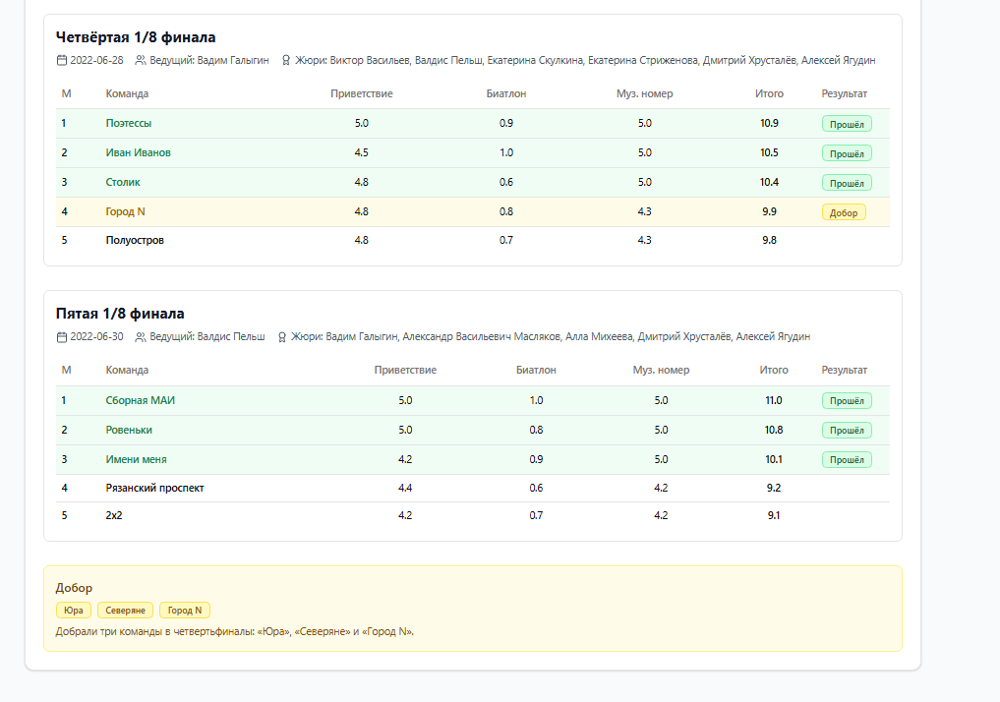 Четвёртая 1/8 финала
2022-06-28 Ведущий: Вадим Галыгин Жюри: Виктор Васильев, Валдис Пельш, Екатерина Скулкина, Екатерина Стриженова, Дмитрий Хрусталёв, Алексей Ягудин
М Команда Приветствие Биатлон Муз. номер Итого Результат
1 Поэтессы 5.0 0.9 5.0 10.9 Прошёл
2 Иван Иванов 4.5 1.0 5.0 10.5 Прошёл
3 Столик 4.8 0.6 5.0 10.4 Прошёл
4 Город N 4.8 0.8 4.3 9.9 Добор
5 Полуостров 4.8 0.7 4.3 9.8
Пятая 1/8 финала
2022-06-30 Ведущий: Валдис Пельш Жюри: Вадим Галыгин, Александр Васильевич Масляков, Алла Михеева, Дмитрий Хрусталёв, Алексей Ягудин
М Команда Приветствие Биатлон Муз. номер Итого Результат
1 Сборная МАИ 5.0 1.0 5.0 11.0 Прошёл
2 Ровеньки 5.0 0.8 5.0 10.8 Прошёл
3 Имени меня 4.2 0.9 5.0 10.1 Прошёл
4 Рязанский проспект 4.4 0.6 4.2 9.2
5 2x2 4.2 0.7 4.2 9.1
Добор
Юра Северяне Город N
Добрали три команды в четвертьфиналы: «Юра», «Северяне» и «Город N».